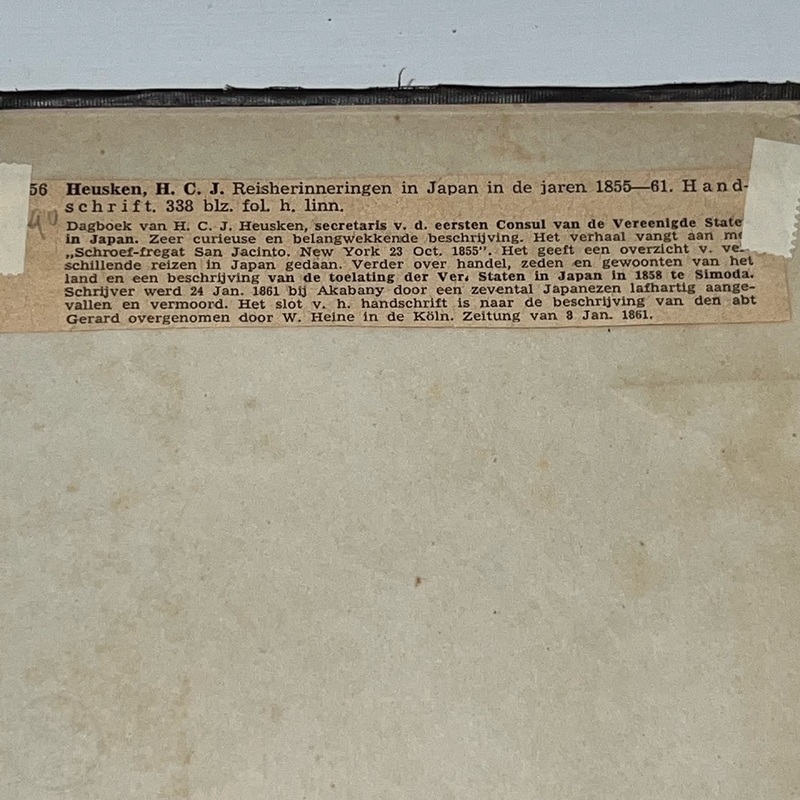 56 Heusken, H. C. J. Reisherinneringen in Japan in de jaren 1855—61. Hand-
schrift. 338 blz. fol. h. linn.
Dagboek van H. C. J. Heusken, secretaris v. d. eersten Consul van de Vereenigde State
in Japan. Zeer curieuse en belangwekkende beschrijving. Het verhaal vangt aan
„Schroef-fregat San Jacinto. New York 23 Oct. 1855”. Het geeft een overzicht v. ve
schillende reizen in Japan gedaan. Verder over handel, zeden en gewoonten van het
land en een beschrijving van de toelating der Ver. Staten in Japan in 1858 te Simoda.
Schrijver werd 24 Jan. 1861 bij Akabany door een zevental Japanezen lafhartig aange-
vallen en vermoord. Het slot v. h. handschrift is naar de beschrijving van den abt
Gerard overgenomen door W. Heine in de Köln. Zeitung van 8 Jan. 1861.